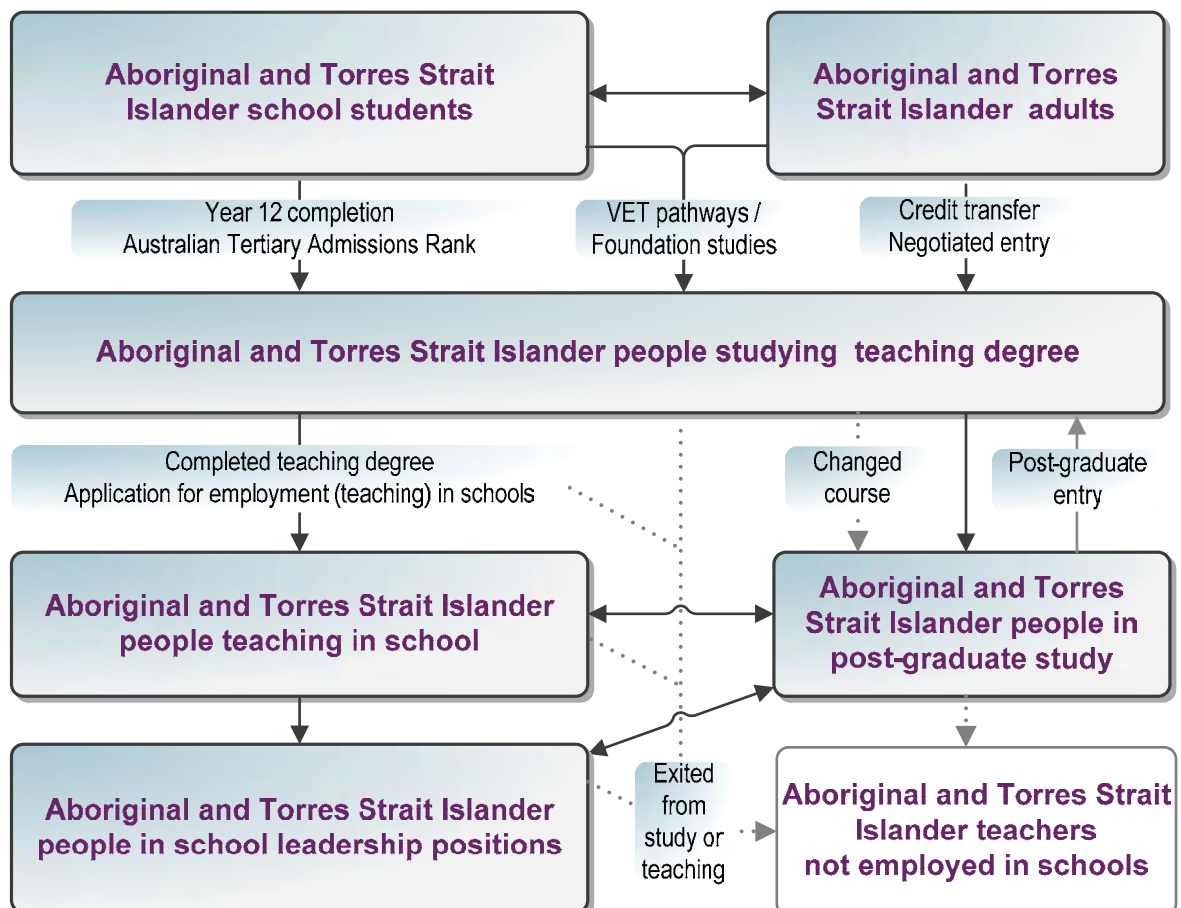 Aboriginal and Torres Strait
Islander school students
Aboriginal and Torres
Strait Islander adults
Year 12 completion
Australian Tertiary Admissions Rank
VET pathways /
Foundation studies
Credit transfer
Negotiated entry
Aboriginal and Torres Strait Islander people studying teaching degree
Completed teaching degree
Application for employment (teaching) in schools
Changed
course
Post-graduate
entry
Aboriginal and Torres Strait Islander
people teaching in school
Aboriginal and Torres
Strait Islander people in
post-graduate study
Aboriginal and Torres Strait Islander
people in school leadership positions
Exited
from
study or
teaching
Aboriginal and Torres Strait
Islander teachers
not employed in schools